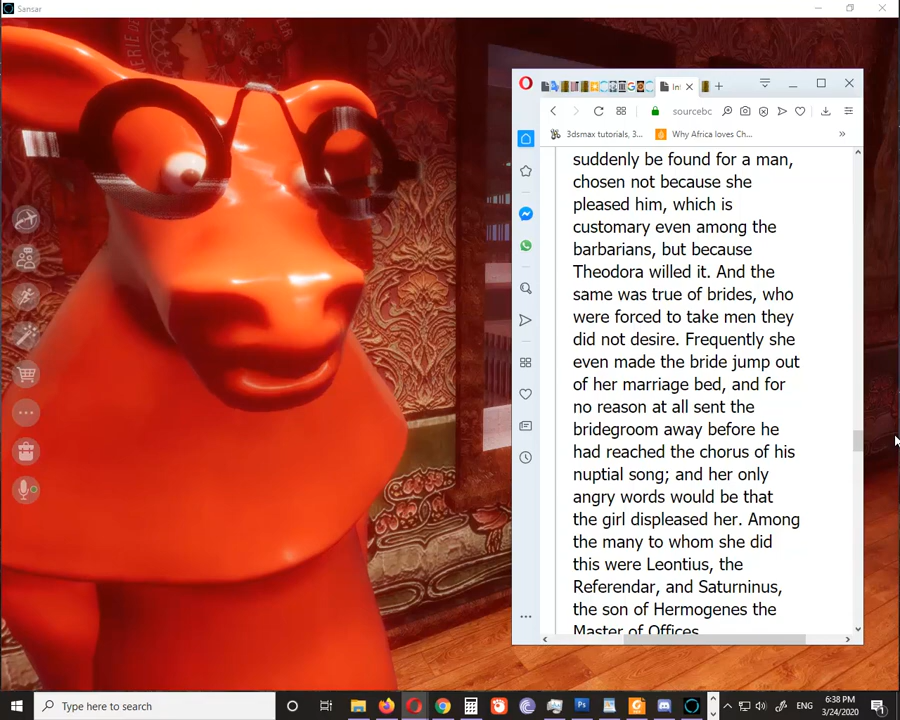 Sansar
sourcebc
3dsmax tutorials, 3...
Why Africa loves Ch...
suddenly be found for a man,
chosen not because she
pleased him, which is
customary even among the
barbarians, but because
Theodora willed it. And the
same was true of brides, who
were forced to take men they
did not desire. Frequently she
even made the bride jump out
of her marriage bed, and for
no reason at all sent the
bridegroom away before he
had reached the chorus of his
nuptial song; and her only
angry words would be that
the girl displeased her. Among
the many to whom she did
this were Leontius, the
Referendar, and Saturninus,
the son of Hermogenes the
Master of Offices
Type here to search
ENG
6:38 PM
3/24/2020